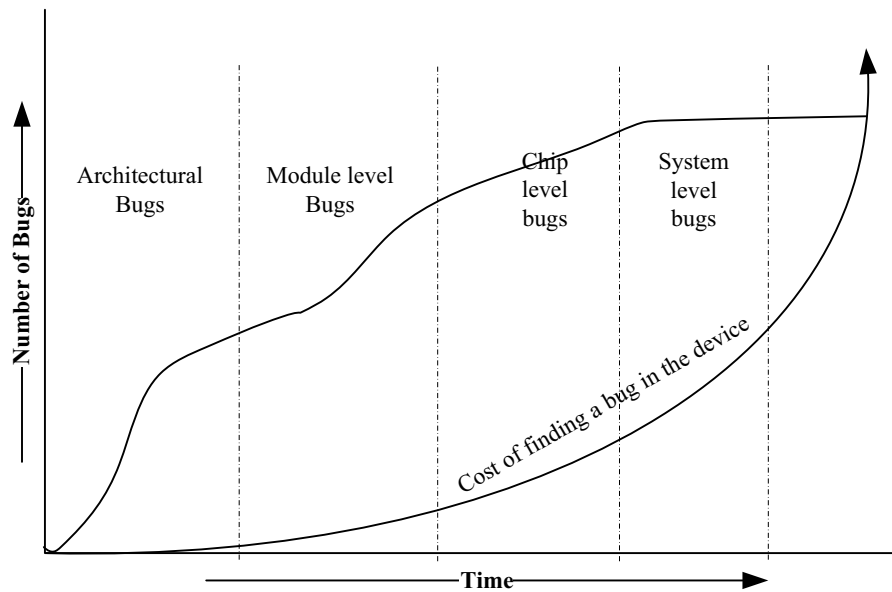 Architectural
Bugs
Module level
Bugs
Chip
level
bugs
System
level
bugs
Number of Bugs
Cost of finding a bug in the device
Time